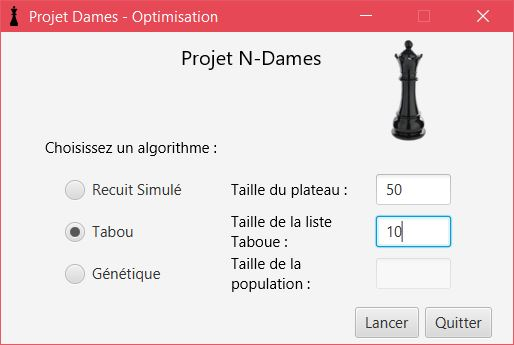 Projet Dames - Optimisation
Projet N-Dames
Choisissez un algorithme :
Recuit Simulé
Taille du plateau :
50
Tabou
Taille de la liste
Taboue :
10
Génétique
Taille de la
population :
Lancer
Quitter